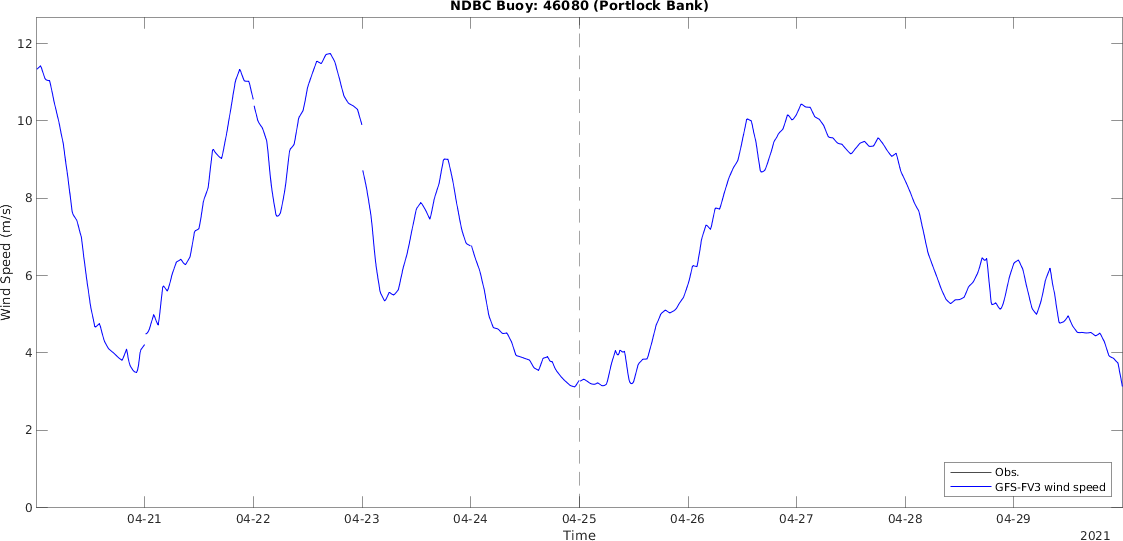 NDBC Buoy: 46080 (Portlock Bank)
12
10
8
6
4
2
0
Wind Speed (m/s)
04-21 04-22 04-23 04-24 04-25 04-26 04-27 04-28 04-29
Time
2021
Obs.
GFS-FV3 wind speed